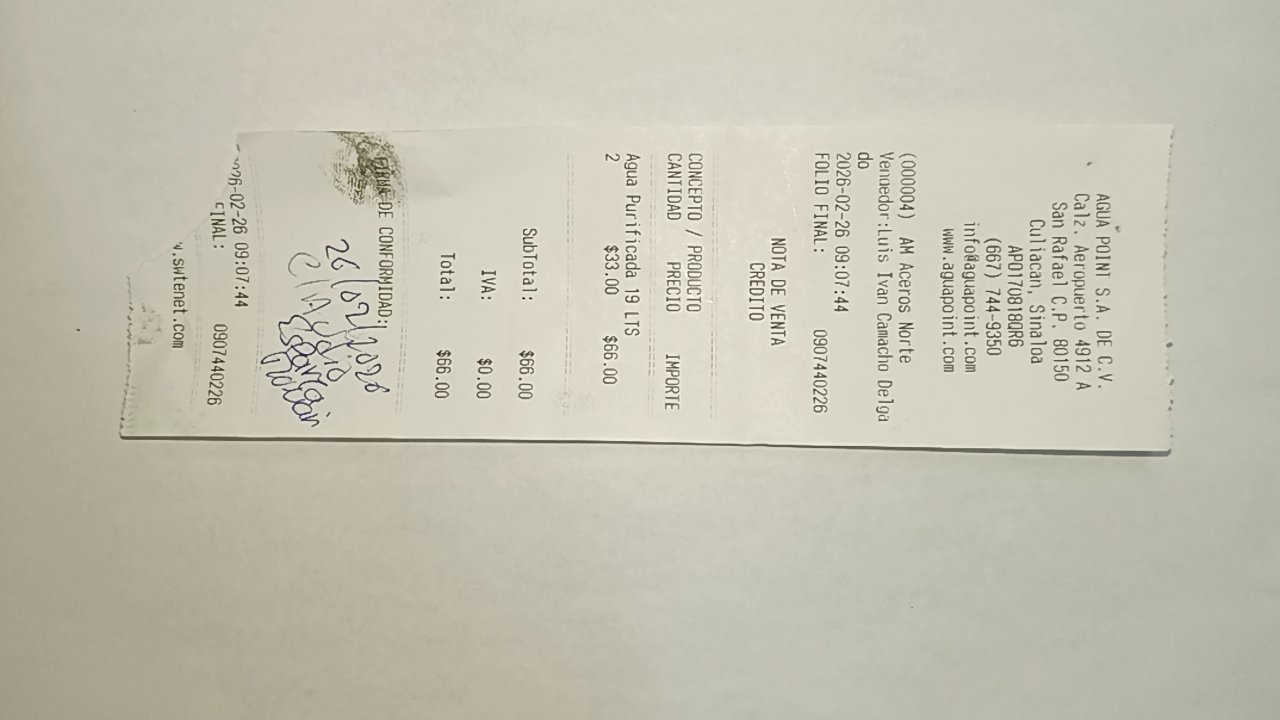 AGUA POINT S.A. DE C.V.
Calz. Aeropuerto 4912 A
San Rafael C.P. 80150
Culiacan, Sinaloa
APO170818QR6
(667) 744-9350
info@aguapoint.com
www.aguapoint.com
(000004) AM Aceros Norte
Vendedor:Luis Ivan Camacho Delga
do
2026-02-26 09:07:44
FOLIO FINAL: 0907440226
NOTA DE VENTA
CREDITO
CONCEPTO / PRODUCTO
CANTIDAD PRECIO IMPORTE
Agua Purificada 19 LTS
2 $33.00 $66.00
SubTotal: $66.00
IVA: $0.00
Total: $66.00
FIRMA DE CONFORMIDAD:
26/02/2026
Claudia
2026-02-26 09:07:44
FINAL: 0907440226
w.swtenet.com